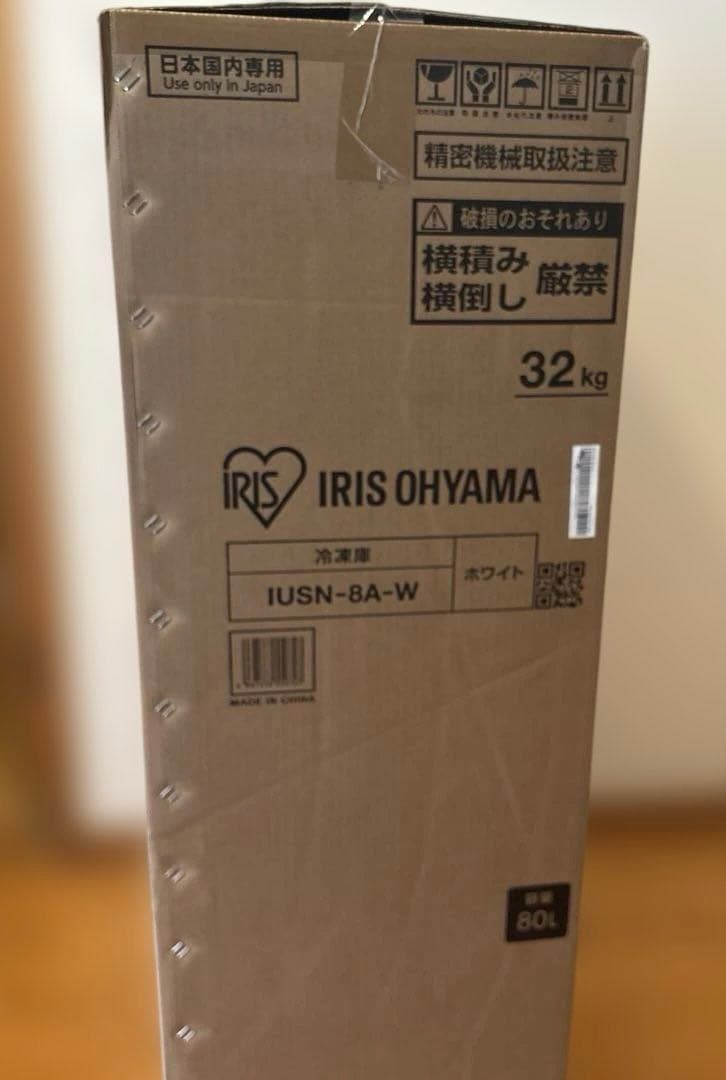 日本国内専用
Use only in Japan
精密機械取扱注意
破損のおそれあり
横積み
横倒し
厳禁
32kg
IRIS
IRIS OHYAMA
冷凍庫
ホワイト
IUSN-8A-W
MADE IN CHINA
容量
80L